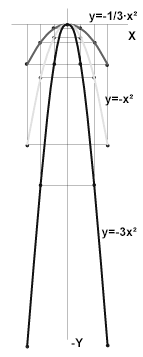 y=-1/3·x²
X
y=-x²
y=-3x²
-Y